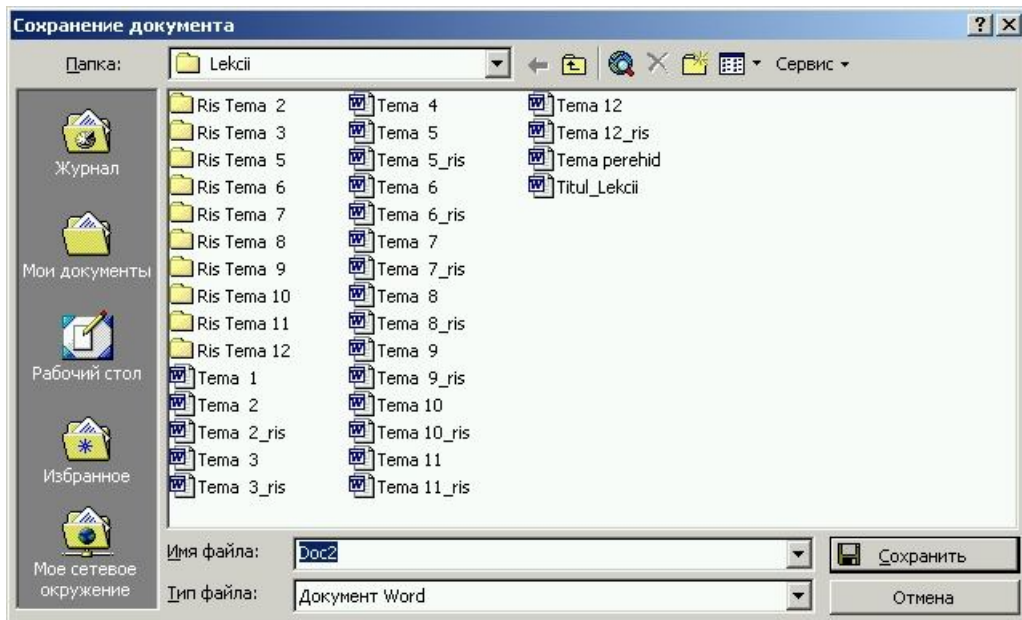 Сохранение документа
Папка:
Lekcii
Сервис
Журнал
Мои документы
Рабочий стол
Избранное
Мое сетевое
окружение
Ris Tema 2
Ris Tema 3
Ris Tema 5
Ris Tema 6
Ris Tema 7
Ris Tema 8
Ris Tema 9
Ris Tema 10
Ris Tema 11
Ris Tema 12
Tema 1
Tema 2
Tema 2_ris
Tema 3
Tema 3_ris
Tema 4
Tema 5
Tema 5_ris
Tema 6
Tema 6_ris
Tema 7
Tema 7_ris
Tema 8
Tema 8_ris
Tema 9
Tema 9_ris
Tema 10
Tema 10_ris
Tema 11
Tema 11_ris
Tema 12
Tema 12_ris
Tema perehid
Titul_Lekcii
Имя файла:
Doc2
Сохранить
Тип файла:
Документ Word
Отмена